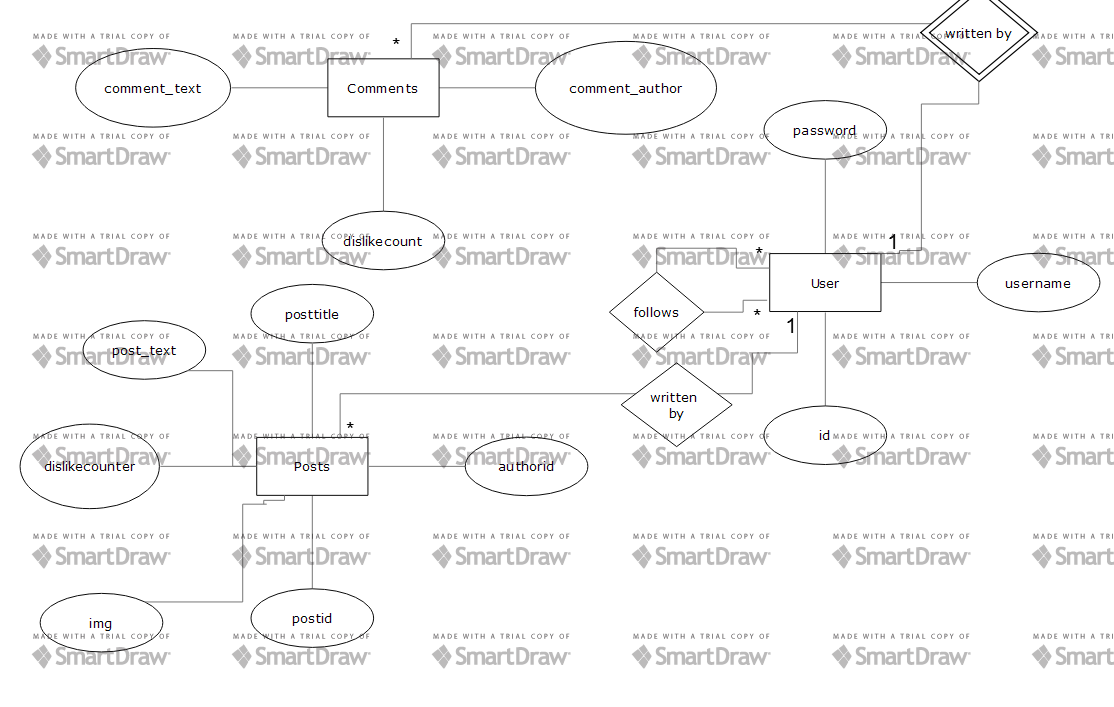 written by
*
comment_text
Comments
comment_author
password
dislikecount
*
1
User
username
follows
*
posttitle
1
post_text
written
by
*
id
dislikecounter
Posts
authorid
img
postid
MADE WITH A TRIAL COPY OF
SmartDraw